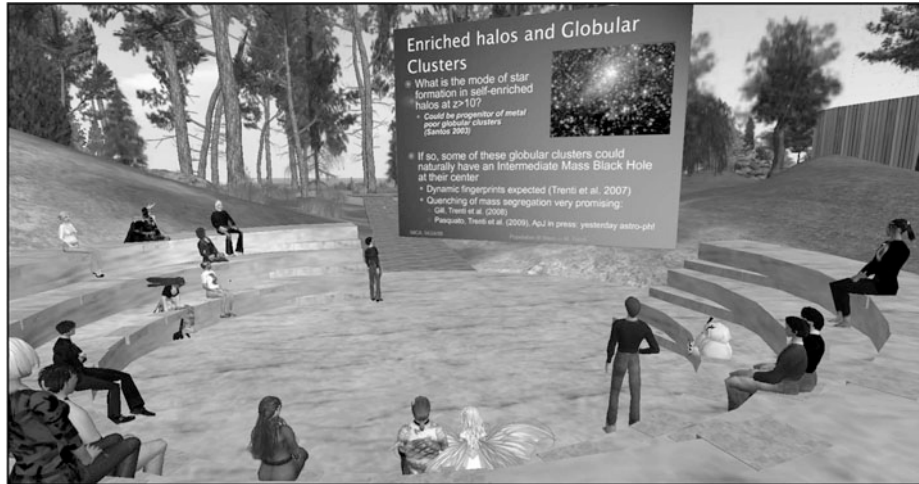 Enriched halos and Globular
Clusters
What is the mode of star
formation in self-enriched
halos at z>10?
Could be progenitor of metal
poor globular clusters
(Santos 2003)
If so, some of these globular clusters could
naturally have an Intermediate Mass Black Hole
at their center
Dynamic fingerprints expected (Trenti et al. 2007)
Quenching of mass segregation very promising:
Gill, Trenti et al. (2008)
Pasquato, Trenti et al. (2009), ApJ in press: yesterday astro-ph!